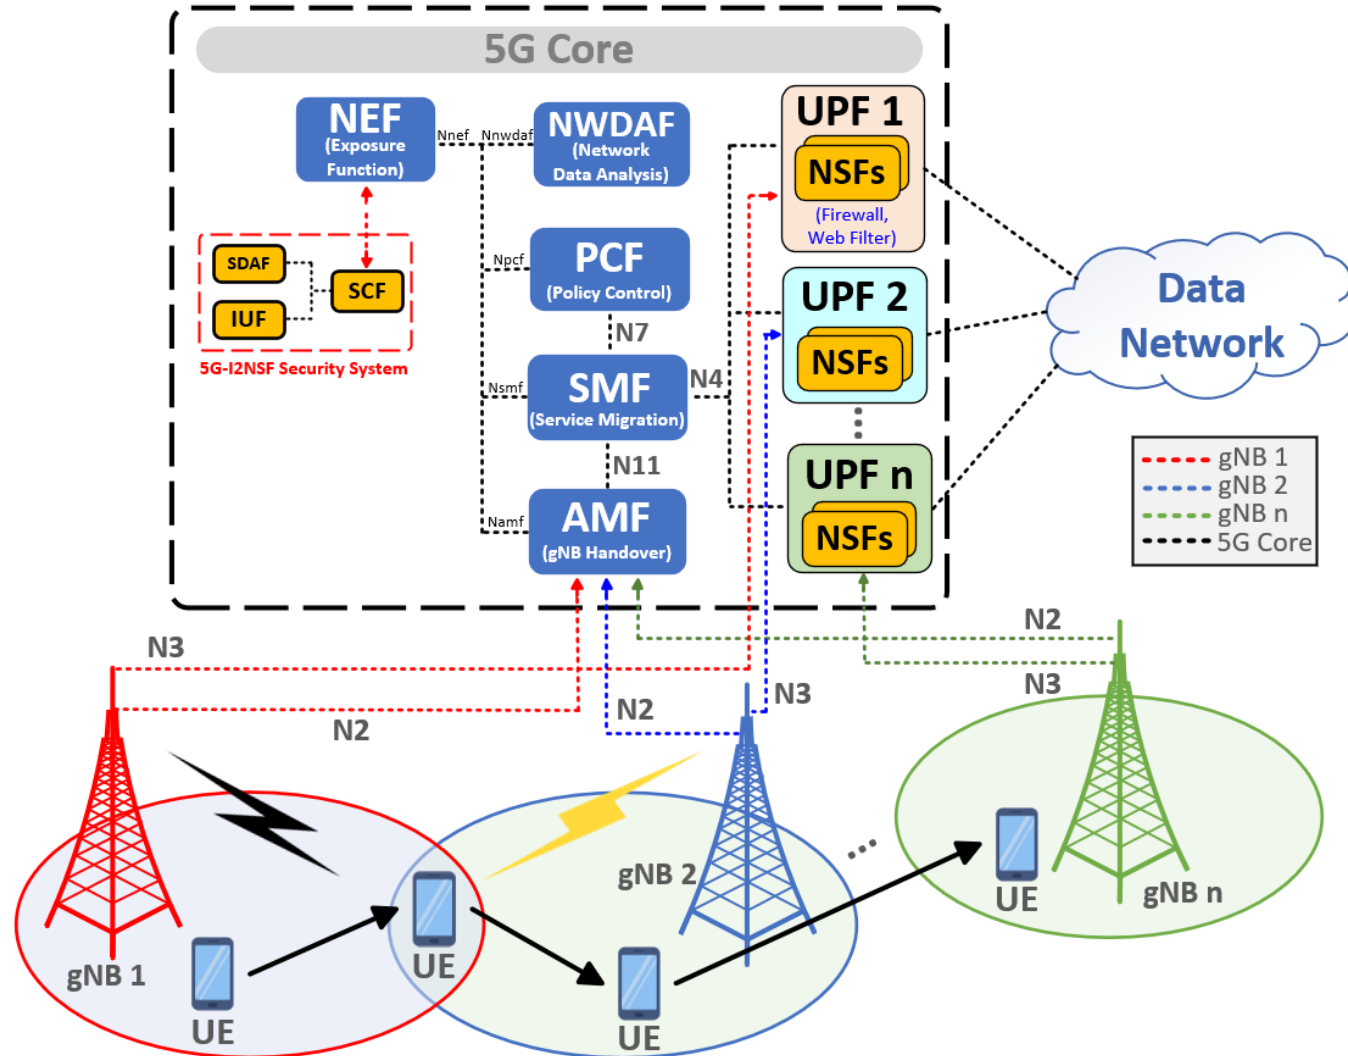 5G Core
NEF
(Exposure
Function)
Nnef
Nnwdaf
NWDAF
(Network
Data Analysis)
UPF 1
NSFs
(Firewall,
Web Filter)
SDAF
IUF
SCF
5G-I2NSF Security System
Npcf
PCF
(Policy Control)
N7
Nsmf
SMF
(Service Migration)
N4
N11
Namf
AMF
(gNB Handover)
UPF 2
NSFs
UPF n
NSFs
Data
Network
gNB 1
gNB 2
gNB n
5G Core
N3
N2
N2
N3
N2
N3
gNB 1
UE
UE
gNB 2
UE
UE
gNB n